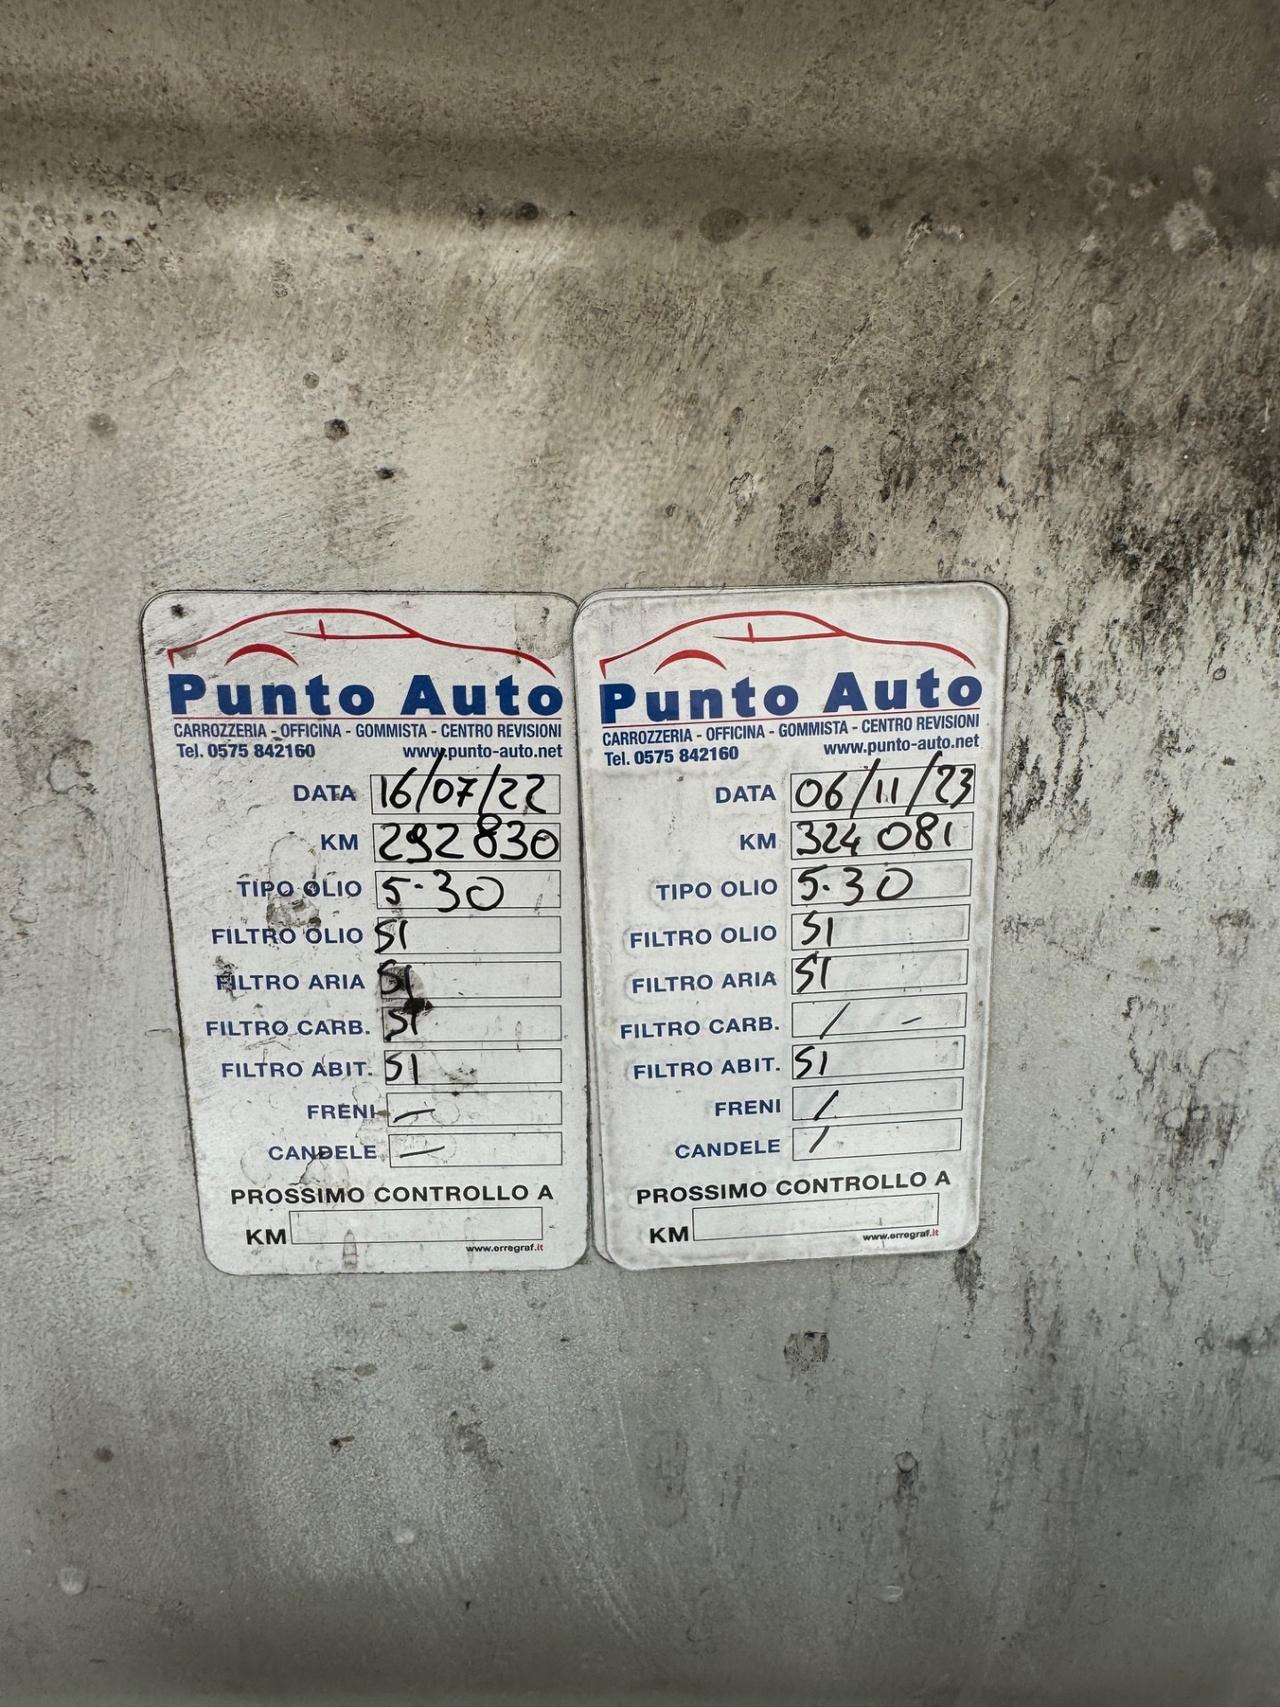 Punto Auto
CARROZZERIA - OFFICINA - GOMMISTA - CENTRO REVISIONI
Tel. 0575 842160 www.punto-auto.net
DATA 16/07/22
KM 292830
TIPO OLIO 5-30
FILTRO OLIO SI
FILTRO ARIA SI
FILTRO CARB. SI
FILTRO ABIT. SI
FRENI —
CANDELE —
PROSSIMO CONTROLLO A
KM
www.erregraf.it
Punto Auto
CARROZZERIA - OFFICINA - GOMMISTA - CENTRO REVISIONI
Tel. 0575 842160 www.punto-auto.net
DATA 06/11/23
KM 324081
TIPO OLIO 5-30
FILTRO OLIO SI
FILTRO ARIA SI
FILTRO CARB. / -
FILTRO ABIT. SI
FRENI /
CANDELE /
PROSSIMO CONTROLLO A
KM
www.erregraf.it